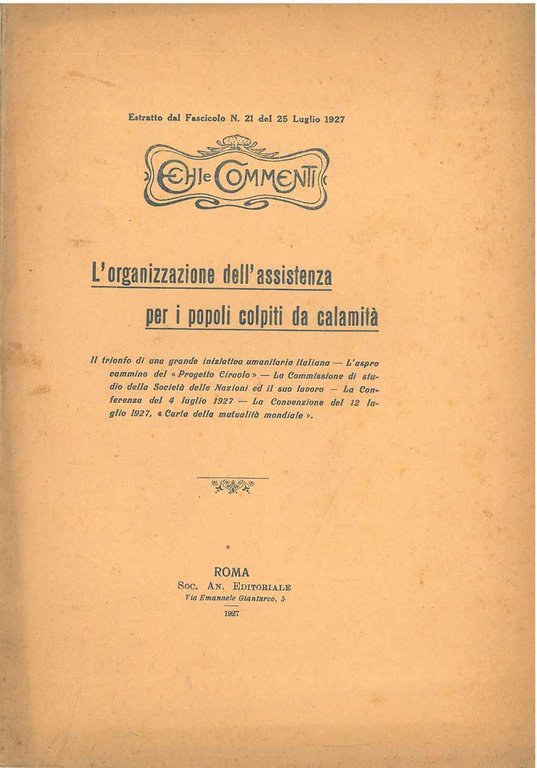 Estratto dal Fascicolo N. 21 del 25 Luglio 1927
ECHI e COMMENTI
L'organizzazione dell'assistenza
per i popoli colpiti da calamità
Il trionfo di una grande iniziativa umanitaria italiana — L'aspro
cammino del « Progetto Ciraolo » — La Commissione di stu-
dio della Società delle Nazioni ed il suo lavoro — La Con-
ferenza del 4 luglio 1927 — La Convenzione del 12 lu-
glio 1927, « Carta della mutualità mondiale ».
ROMA
Soc. An. Editoriale
Via Emanuele Gianturco, 5
1927